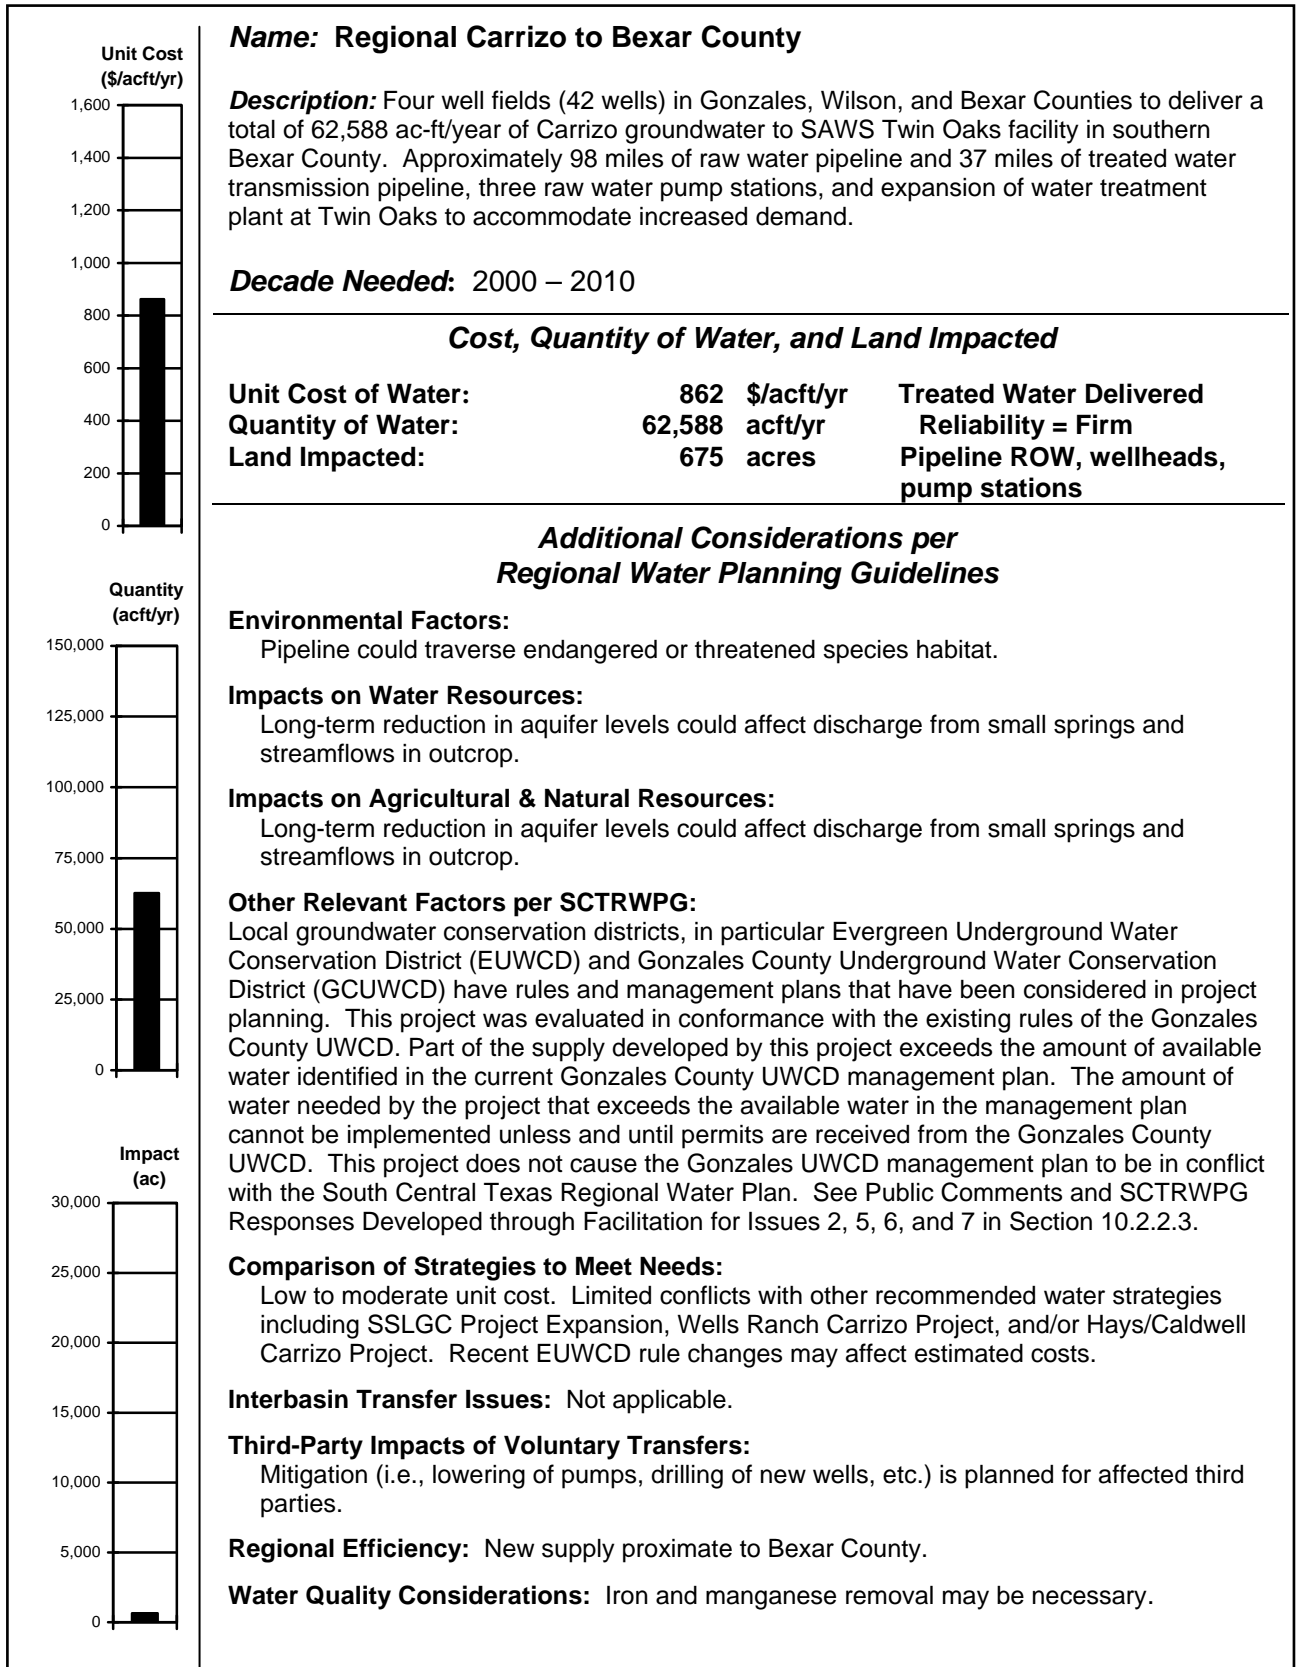 Unit Cost
($/acft/yr)
1,600
1,400
1,200
1,000
800
600
400
200
0
Quantity
(acft/yr)
150,000
125,000
100,000
75,000
50,000
25,000
0
Impact
(ac)
30,000
25,000
20,000
15,000
10,000
5,000
0
Name: Regional Carrizo to Bexar County
Description: Four well fields (42 wells) in Gonzales, Wilson, and Bexar Counties to deliver a
total of 62,588 ac-ft/year of Carrizo groundwater to SAWS Twin Oaks facility in southern
Bexar County. Approximately 98 miles of raw water pipeline and 37 miles of treated water
transmission pipeline, three raw water pump stations, and expansion of water treatment
plant at Twin Oaks to accommodate increased demand.
Decade Needed: 2000 – 2010
Cost, Quantity of Water, and Land Impacted
Unit Cost of Water: 862 $/acft/yr Treated Water Delivered
Quantity of Water: 62,588 acft/yr Reliability = Firm
Land Impacted: 675 acres Pipeline ROW, wellheads,
pump stations
Additional Considerations per
Regional Water Planning Guidelines
Environmental Factors:
Pipeline could traverse endangered or threatened species habitat.
Impacts on Water Resources:
Long-term reduction in aquifer levels could affect discharge from small springs and
streamflows in outcrop.
Impacts on Agricultural & Natural Resources:
Long-term reduction in aquifer levels could affect discharge from small springs and
streamflows in outcrop.
Other Relevant Factors per SCTRWPG:
Local groundwater conservation districts, in particular Evergreen Underground Water
Conservation District (EUWCD) and Gonzales County Underground Water Conservation
District (GCUWCD) have rules and management plans that have been considered in project
planning. This project was evaluated in conformance with the existing rules of the Gonzales
County UWCD. Part of the supply developed by this project exceeds the amount of available
water identified in the current Gonzales County UWCD management plan. The amount of
water needed by the project that exceeds the available water in the management plan
cannot be implemented unless and until permits are received from the Gonzales County
UWCD. This project does not cause the Gonzales UWCD management plan to be in conflict
with the South Central Texas Regional Water Plan. See Public Comments and SCTRWPG
Responses Developed through Facilitation for Issues 2, 5, 6, and 7 in Section 10.2.2.3.
Comparison of Strategies to Meet Needs:
Low to moderate unit cost. Limited conflicts with other recommended water strategies
including SSLGC Project Expansion, Wells Ranch Carrizo Project, and/or Hays/Caldwell
Carrizo Project. Recent EUWCD rule changes may affect estimated costs.
Interbasin Transfer Issues: Not applicable.
Third-Party Impacts of Voluntary Transfers:
Mitigation (i.e., lowering of pumps, drilling of new wells, etc.) is planned for affected third
parties.
Regional Efficiency: New supply proximate to Bexar County.
Water Quality Considerations: Iron and manganese removal may be necessary.